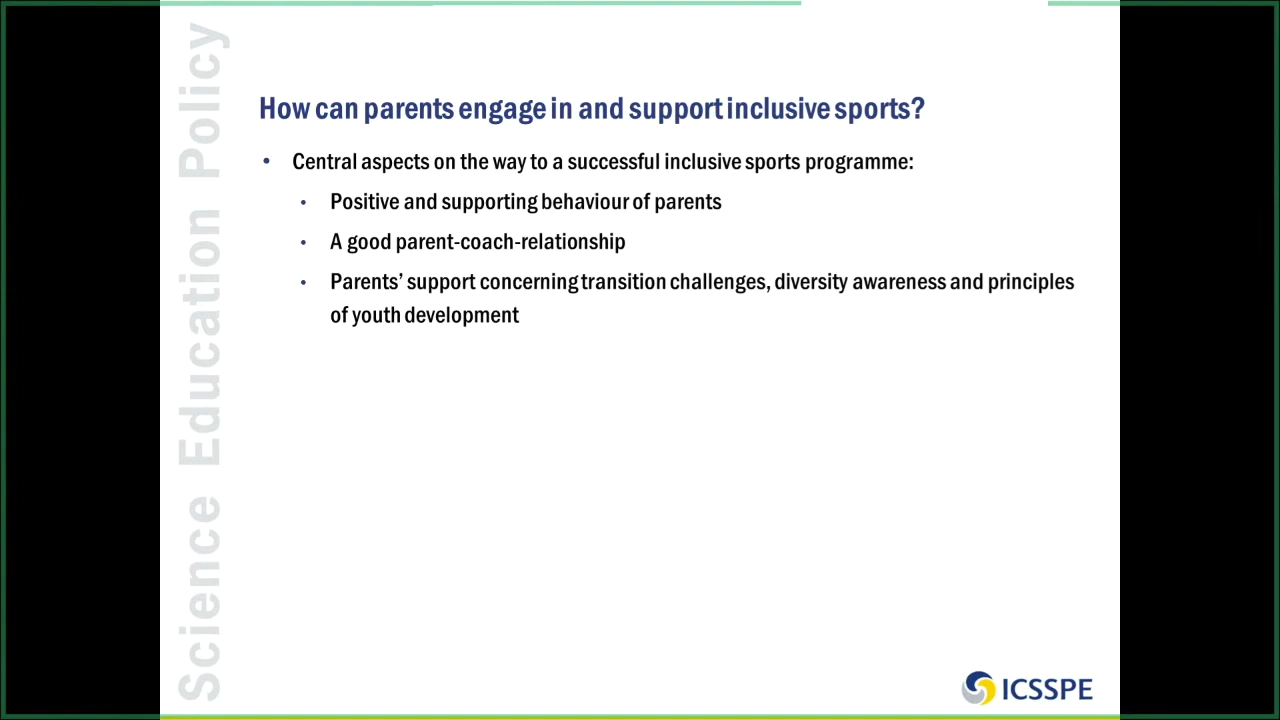 Science Education Policy
How can parents engage in and support inclusive sports?
• Central aspects on the way to a successful inclusive sports programme:
• Positive and supporting behaviour of parents
• A good parent-coach-relationship
• Parents’ support concerning transition challenges, diversity awareness and principles
of youth development
ICSSPE